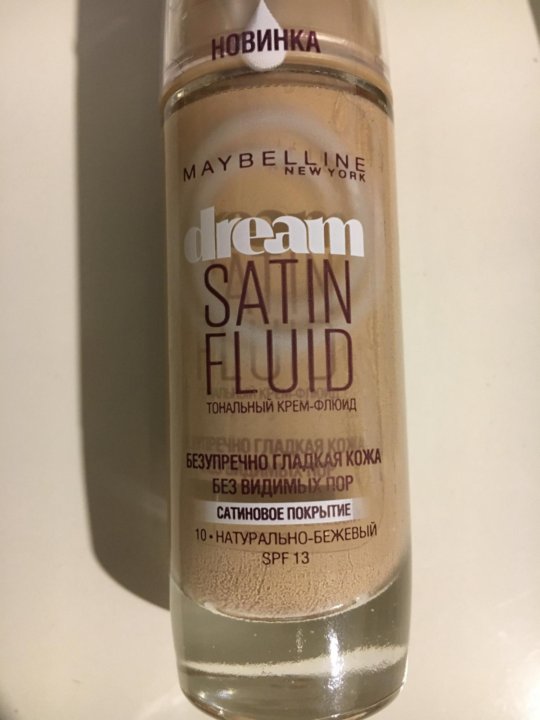 НОВИНКА
MAYBELLINE
NEW YORK
dream
SATIN
FLUID
ТОНАЛЬНЫЙ КРЕМ-ФЛЮИД
БЕЗУПРЕЧНО ГЛАДКАЯ КОЖА
БЕЗ ВИДИМЫХ ПОР
САТИНОВОЕ ПОКРЫТИЕ
10 • НАТУРАЛЬНО-БЕЖЕВЫЙ
SPF 13